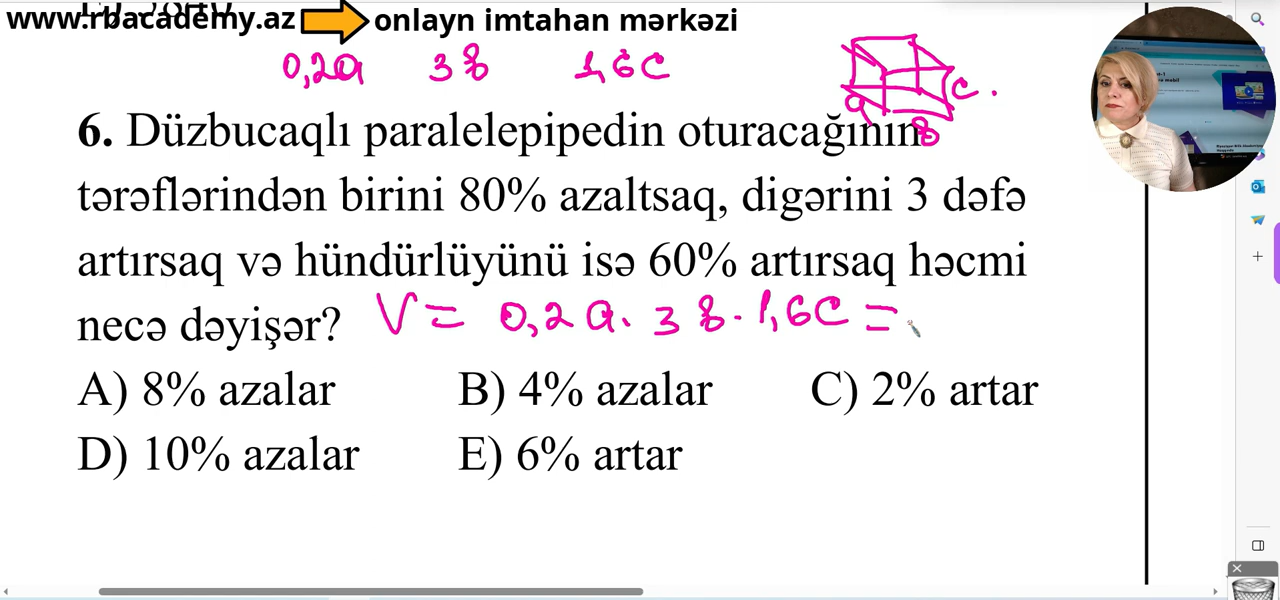 www.rbacademy.az onlayn imtahan mərkəzi
0,2a 3b 1,6c
a b c
6. Düzbucaqlı paralelepipedin oturacağının
tərəflərindən birini 80% azaltsaq, digərini 3 dəfə
artırsaq və hündürlüyünü isə 60% artırsaq həcmi
necə dəyişər? V = 0,2a · 3b · 1,6c =
A) 8% azalar B) 4% azalar C) 2% artar
D) 10% azalar E) 6% artar